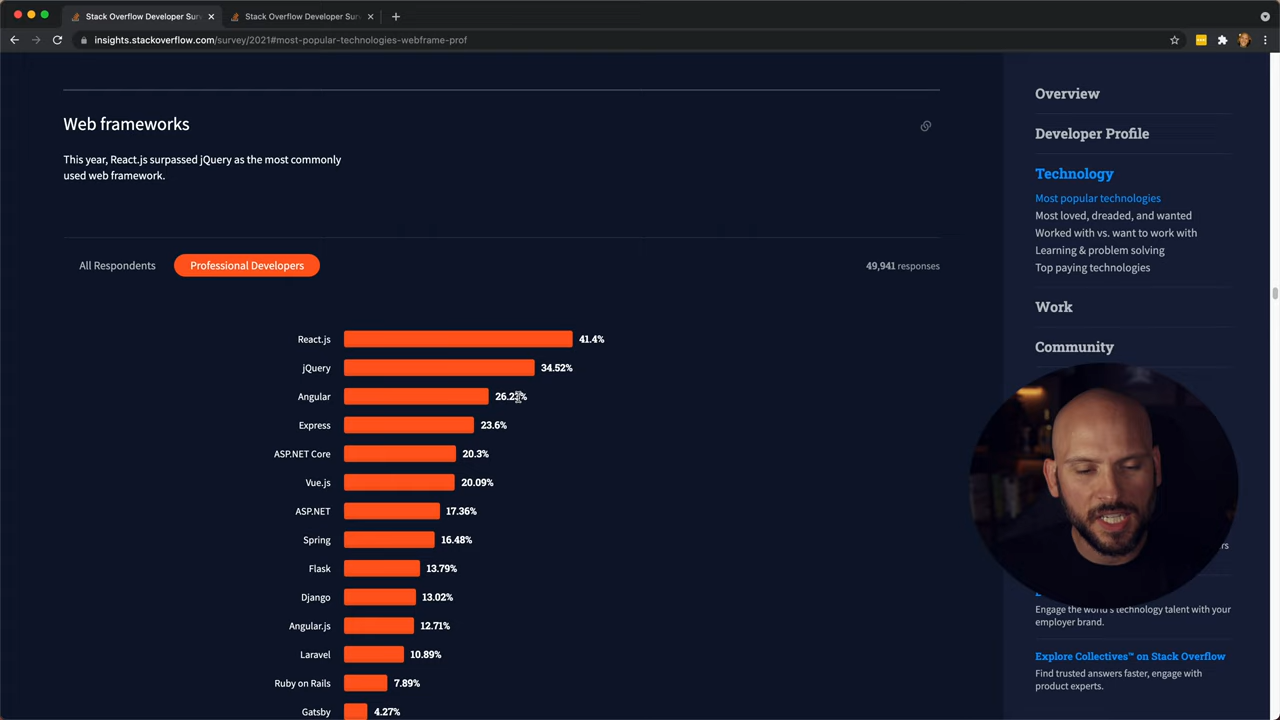 Stack Overflow Developer Sur
Stack Overflow Developer Sur
insights.stackoverflow.com/survey/2021#most-popular-technologies-webframe-prof
Web frameworks
This year, React.js surpassed jQuery as the most commonly
used web framework.
All Respondents
Professional Developers
49,941 responses
React.js 41.4%
jQuery 34.52%
Angular
Express 23.6%
ASP.NET Core 20.3%
Vue.js 20.09%
ASP.NET 17.36%
Spring 16.48%
Flask 13.79%
Django 13.02%
Angular.js 12.71%
Laravel 10.89%
Ruby on Rails 7.89%
Gatsby 4.27%
Overview
Developer Profile
Technology
Most popular technologies
Most loved, dreaded, and wanted
Worked with vs. want to work with
Learning & problem solving
Top paying technologies
Work
Community
Engage the world's technology talent with your
employer brand.
Explore Collectives™ on Stack Overflow
Find trusted answers faster, engage with
product experts.